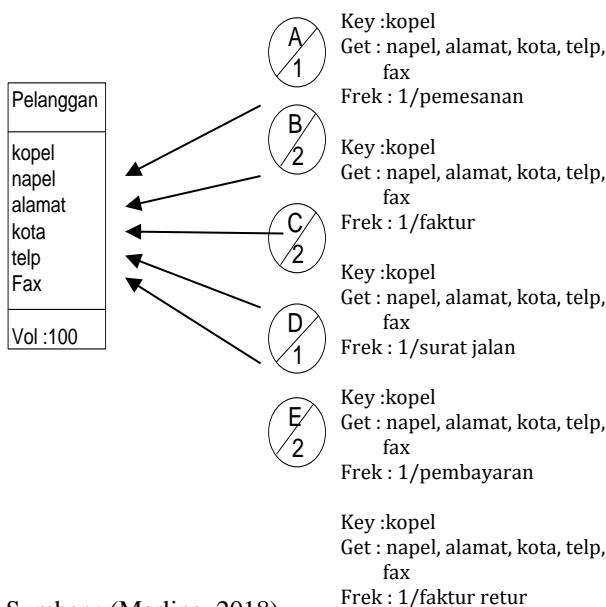 Pelanggan
kopel
napel
alamat
kota
telp
Fax
Vol :100
A
1
B
2
C
2
D
1
E
2
Key :kopel
Get : napel, alamat, kota, telp,
fax
Frek : 1/pemesanan
Key :kopel
Get : napel, alamat, kota, telp,
fax
Frek : 1/faktur
Key :kopel
Get : napel, alamat, kota, telp,
fax
Frek : 1/surat jalan
Key :kopel
Get : napel, alamat, kota, telp,
fax
Frek : 1/pembayaran
Key :kopel
Get : napel, alamat, kota, telp,
fax
Frek : 1/faktur retur